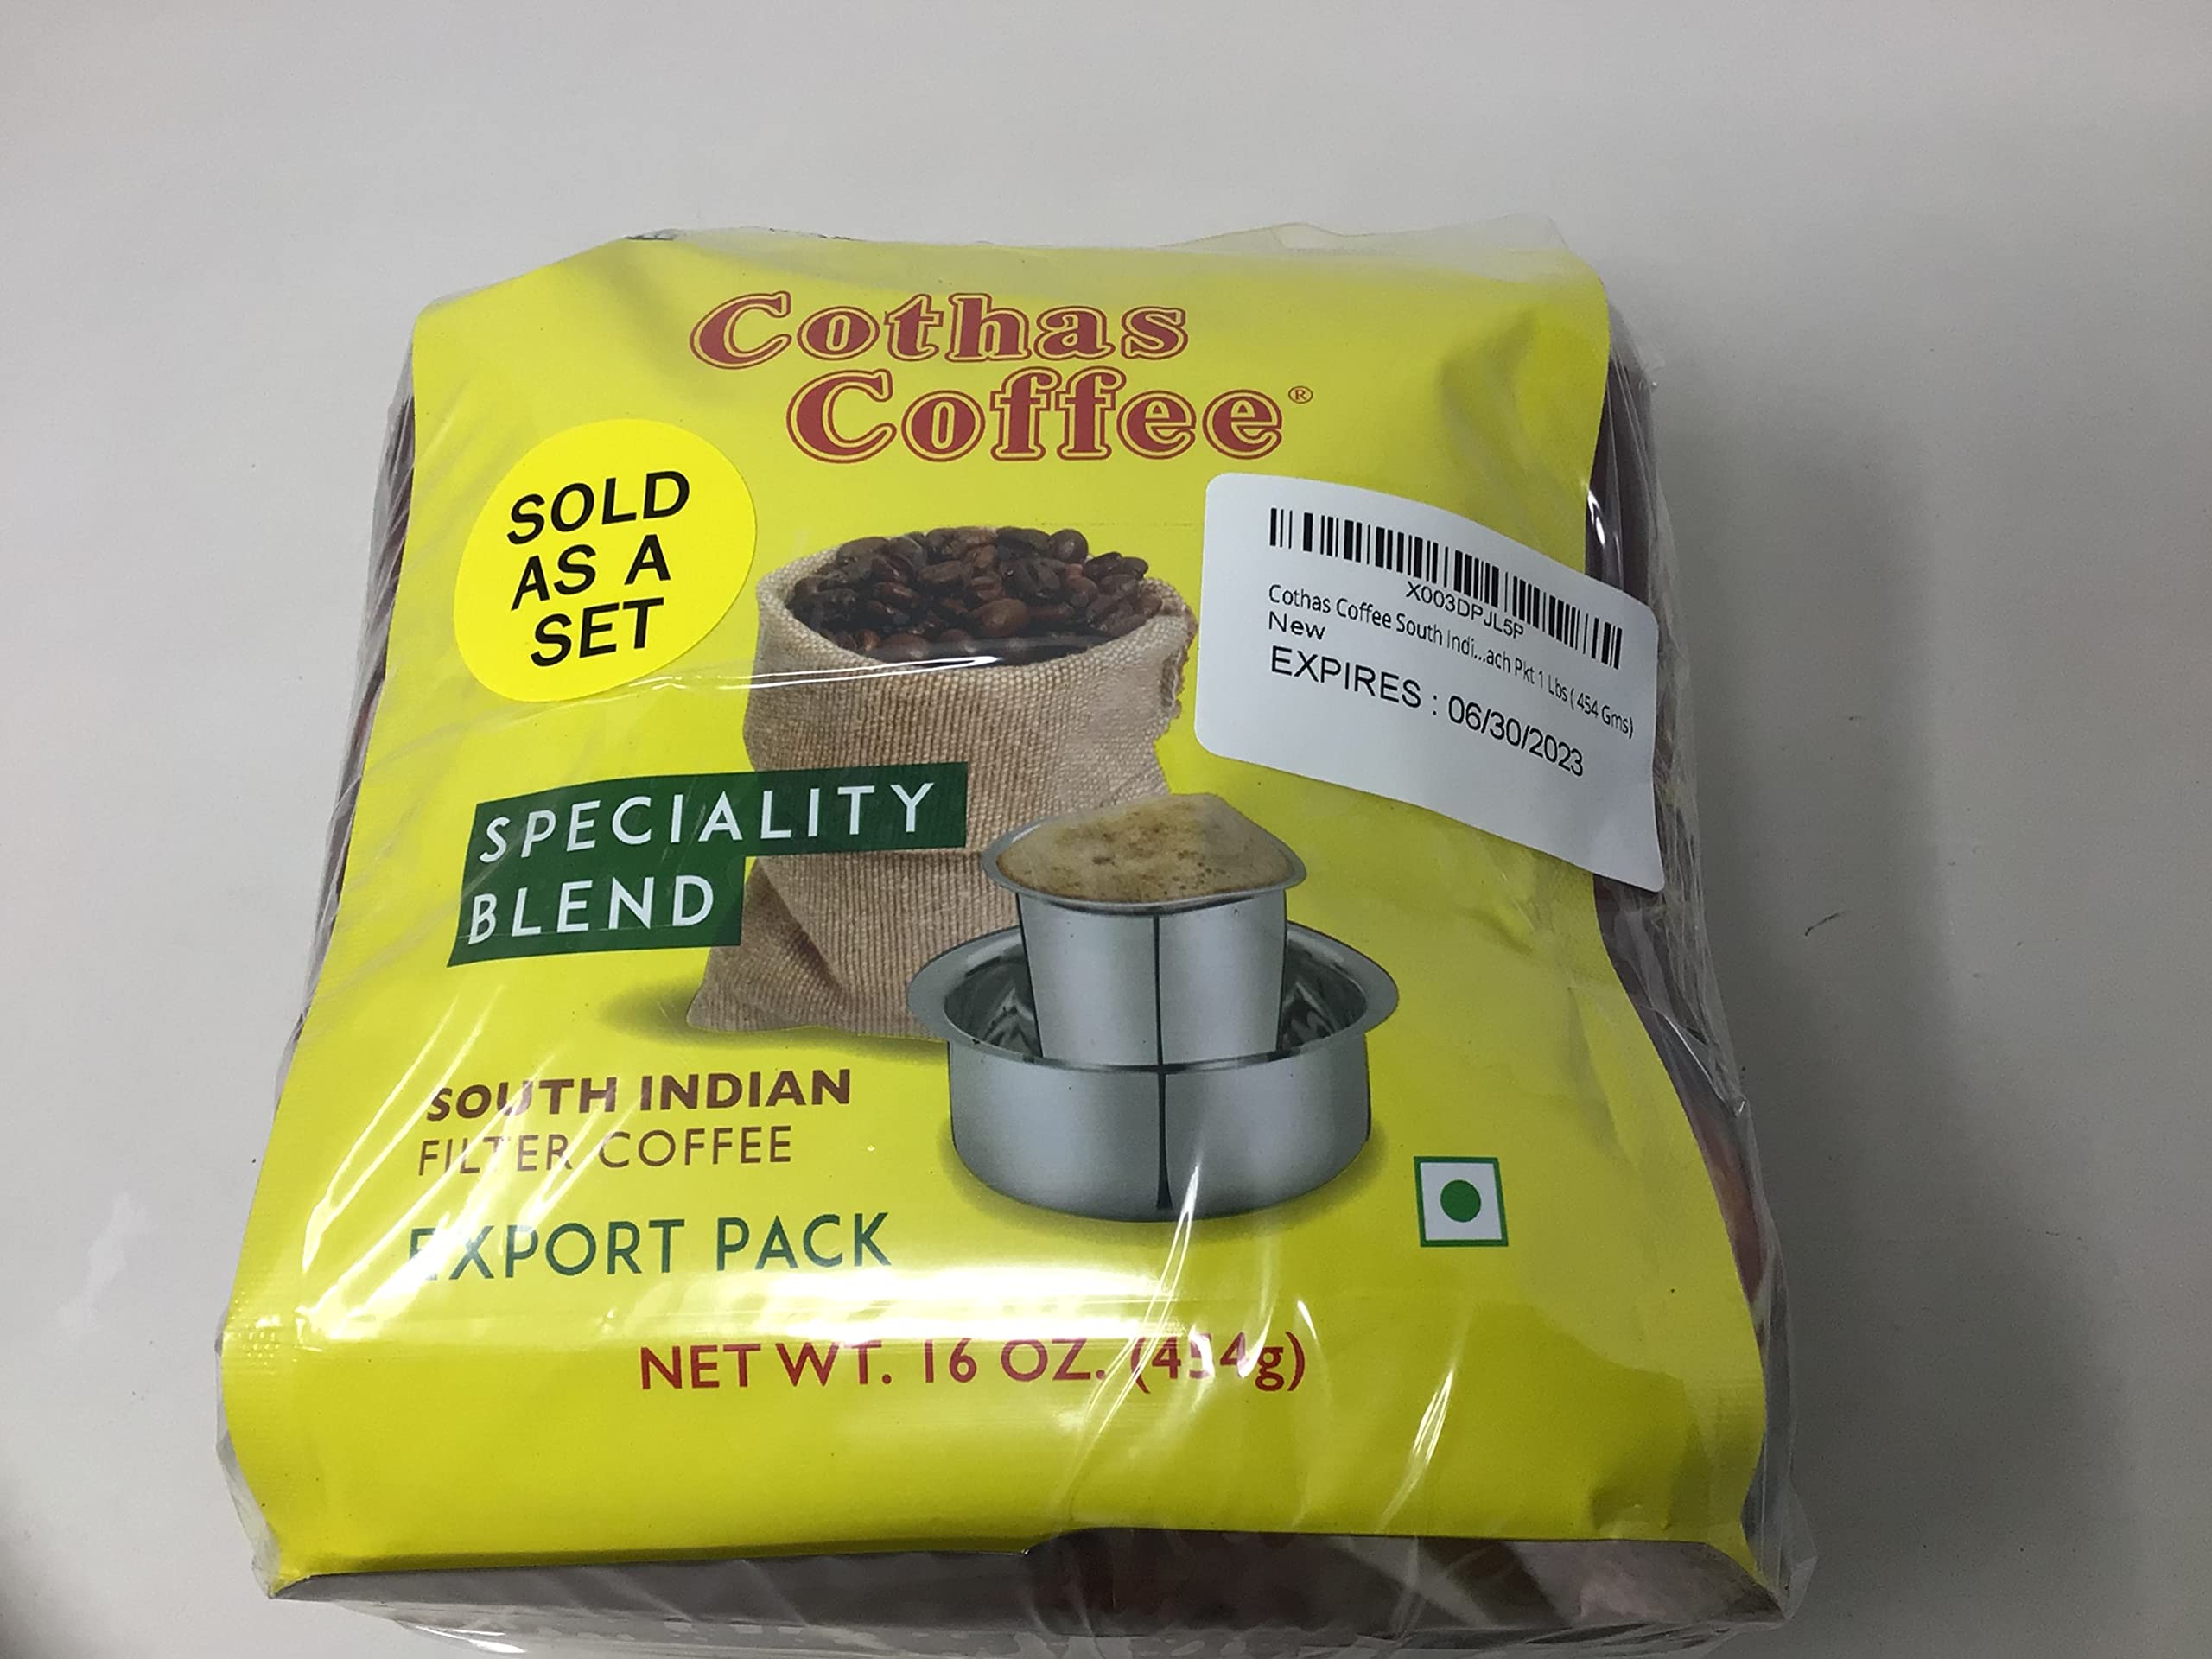 Cothas
Coffee®
SOLD
AS A
SET
X003DPJL5P
Cothas Coffee South Indi...ach Pkt 1 Lbs ( 454 Gms)
New
EXPIRES : 06/30/2023
SPECIALITY
BLEND
SOUTH INDIAN
FILTER COFFEE
EXPORT PACK
NET WT. 16 OZ. (454g)